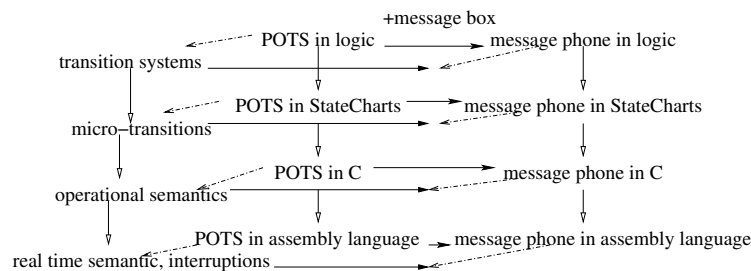 +message box
POTS in logic
message phone in logic
transition systems
POTS in StateCharts
message phone in StateCharts
micro-transitions
POTS in C
message phone in C
operational semantics
POTS in assembly language
message phone in assembly language
real time semantic, interruptions